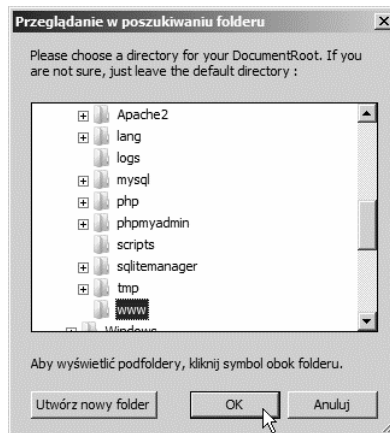 Przeglądanie w poszukiwaniu folderu
Please choose a directory for your DocumentRoot. If you
are not sure, just leave the default directory :
Apache2
lang
logs
mysql
php
phpmyadmin
scripts
sqlitemanager
tmp
www
Windows
Aby wyświetlić podfoldery, kliknij symbol obok folderu.
Utwórz nowy folder OK Anuluj